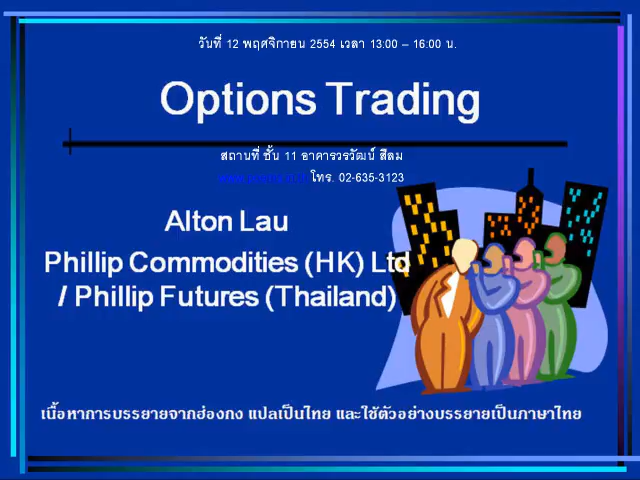 วันที่ 12 พฤศจิกายน 2554 เวลา 13:00 – 16:00 น.
Options Trading
สถานที่ ชั้น 11 อาคารวรวัฒน์ สีลม
โทร. 02-635-3123
Alton Lau
Phillip Commodities (HK) Ltd
/ Phillip Futures (Thailand)
เนื้อหาการบรรยายจากฮ่องกง แปลเป็นไทย และใช้ตัวอย่างบรรยายเป็นภาษาไทย